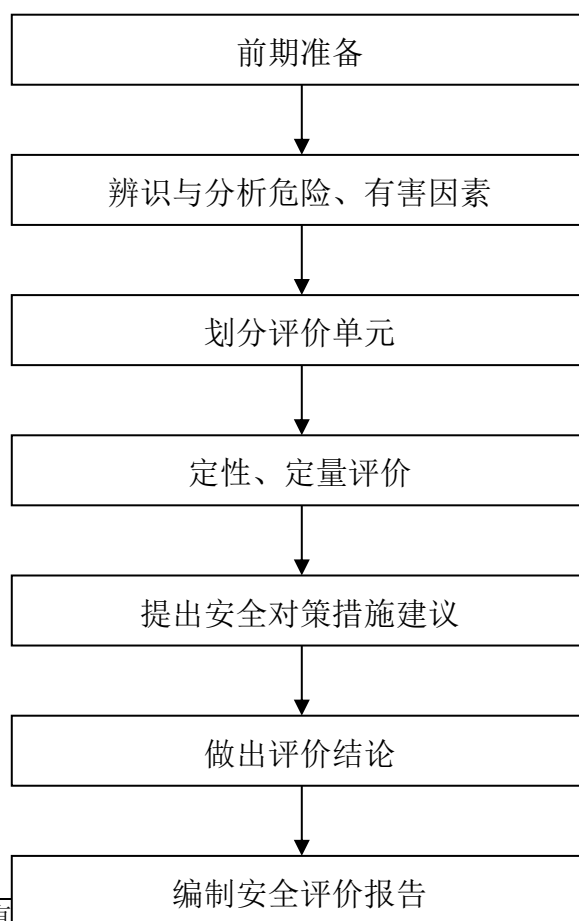 前期准备
辨识与分析危险、有害因素
划分评价单元
定性、定量评价
提出安全对策措施建议
做出评价结论
编制安全评价报告